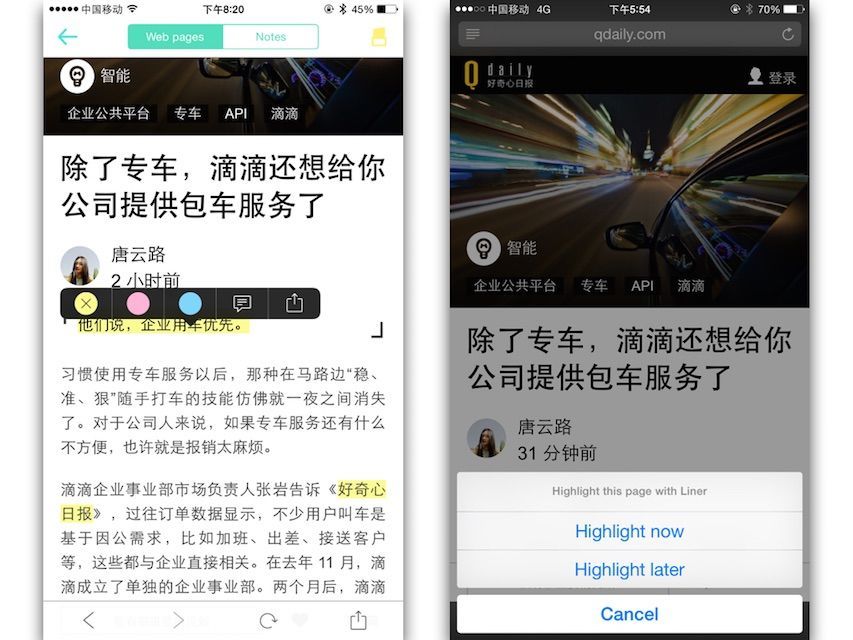 中国移动
下午8:20
45%
Web pages
Notes
智能
企业公共平台
专车
API
滴滴
除了专车，滴滴还想给你
公司提供包车服务了
唐云路
2 小时前
他们说，企业用车优先。
习惯使用专车服务以后，那种在马路边“稳、
准、狠”随手打车的技能仿佛就一夜之间消失
了。对于公司人来说，如果专车服务还有什么
不方便，也许就是报销太麻烦。
滴滴企业事业部市场负责人张岩告诉《好奇心
日报》，过往订单数据显示，不少用户叫车是
基于因公需求，比如加班、出差、接送客户
等，这些都与企业直接相关。在去年 11 月，滴
滴成立了单独的企业事业部。两个月后，滴滴
中国移动 4G
下午5:54
70%
qdaily.com
Q daily
好奇心日报
登录
智能
企业公共平台
专车
API
滴滴
除了专车，滴滴还想给你
公司提供包车服务了
唐云路
31 分钟前
Highlight this page with Liner
Highlight now
Highlight later
Cancel